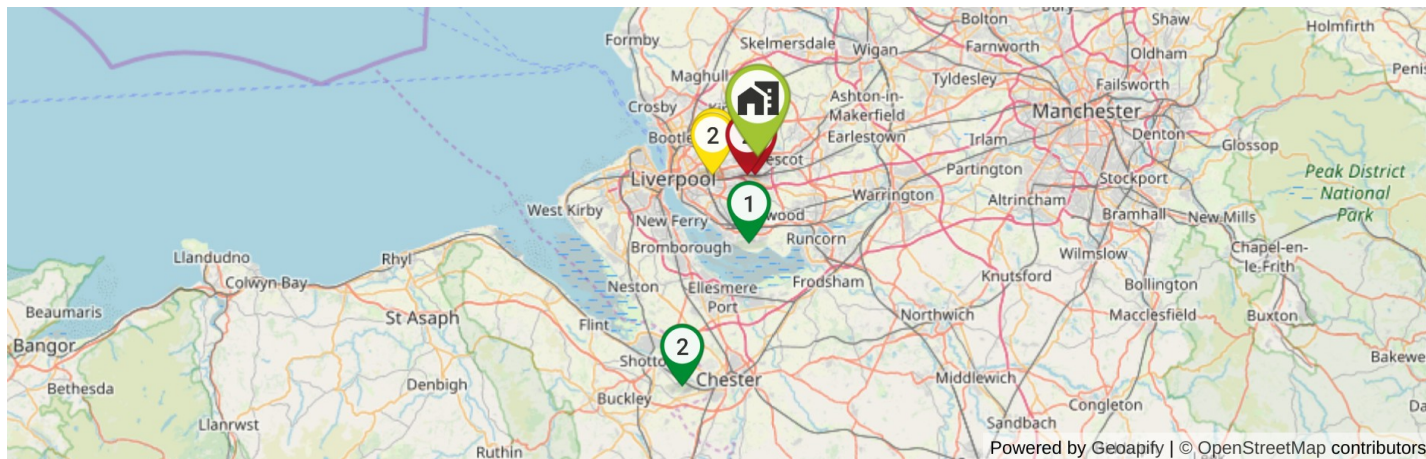 Bolton
Shaw
Holmfirth
Formby
Skelmersdale
Wigan
Farnworth
Oldham
Maghull
Tyldesley
Failsworth
Crosby
Ashton-in-
Makerfield
Manchester
Bootle
2
Earlestown
Irlam
Denton
Glossop
Liverpool
Partington
Stockport
Peak District
National
Park
Warrington
Altrincham
West Kirby
New Ferry
1
Bramhall
New Mills
Bromborough
Runcorn
Wilmslow
Chapel-en-
le-Frith
Llandudno
Rhyl
Colwyn Bay
Neston
Ellesmere
Port
Frodsham
Knutsford
Bollington
Beaumaris
St Asaph
Flint
Northwich
Macclesfield
Buxton
Bangor
2
Chester
Bethesda
Denbigh
Buckley
Middlewich
Congleton
Llanrwst
Sandbach
Ruthin
Powered by Geoapify | © OpenStreetMap contributors